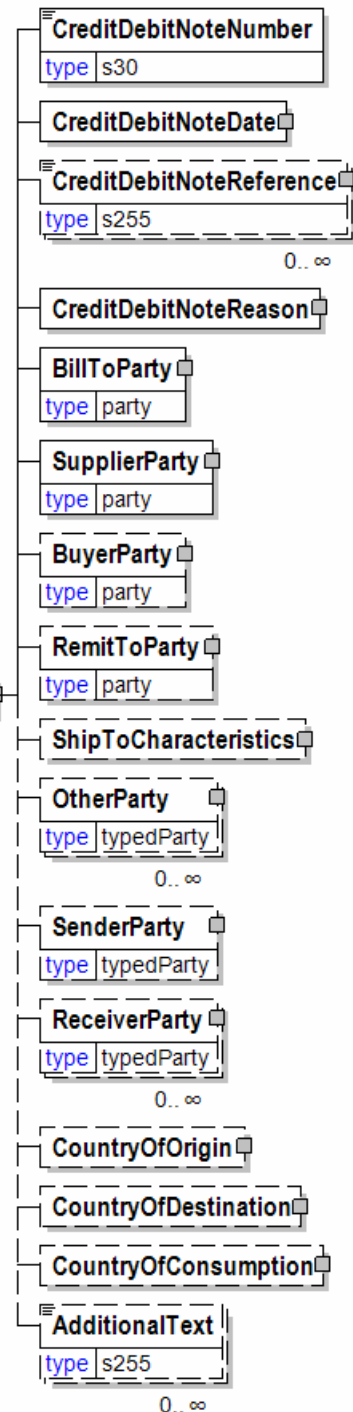 CreditDebitNoteNumber
type s30
CreditDebitNoteDate
CreditDebitNoteReference
type s255
0.. ∞
CreditDebitNoteReason
BillToParty
type party
SupplierParty
type party
BuyerParty
type party
RemitToParty
type party
ShipToCharacteristics
OtherParty
type typedParty
0.. ∞
SenderParty
type typedParty
ReceiverParty
type typedParty
0.. ∞
CountryOfOrigin
CountryOfDestination
CountryOfConsumption
AdditionalText
type s255
0.. ∞